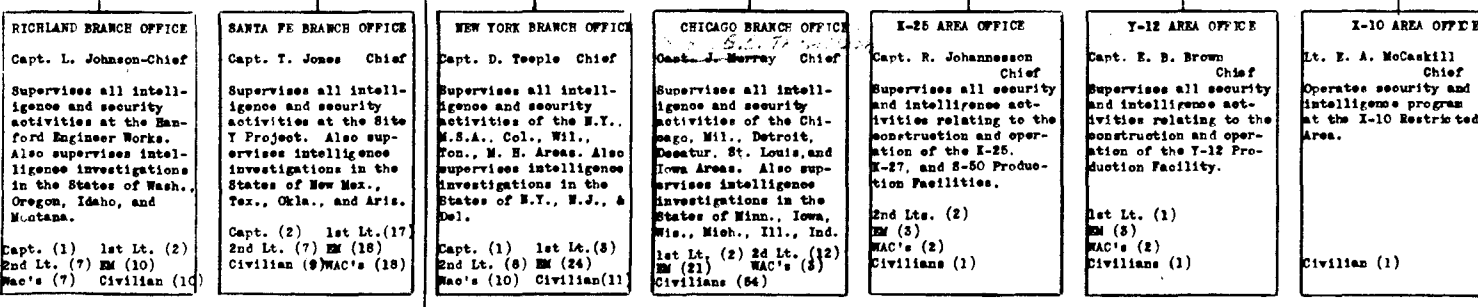 RICHLAND BRANCH OFFICE
Capt. L. Johnson-Chief
Supervises all intell-
igence and security
activities at the Han-
ford Engineer Works.
Also supervises intel-
ligence investigations
in the States of Wash.,
Oregon, Idaho, and
Montana.
Capt. (1) 1st Lt. (2)
2nd Lt. (7) EM (10)
Wac's (7) Civilian (10)
SANTA FE BRANCH OFFICE
Capt. T. Jones Chief
Supervises all intell-
igence and security
activities at the Site
Y Project. Also sup-
ervises intelligence
investigations in the
States of New Mex.,
Tex., Okla., and Ariz.
Capt. (2) 1st Lt.(17)
2nd Lt. (7) EM (18)
Civilian (9)WAC's (18)
NEW YORK BRANCH OFFICE
Capt. D. Teeple Chief
Supervises all intell-
igence and security
activities of the N.Y.,
M.S.A., Col., Wil.,
Ton., M. H. Areas. Also
supervises intelligence
investigations in the
States of N.Y., N.J., &
Del.
Capt. (1) 1st Lt.(3)
2nd Lt. (8) EM (24)
Wac's (10) Civilian(11)
CHICAGO BRANCH OFFICE
Capt. J. Murray Chief
Supervises all intell-
igence and security
activities of the Chi-
cago, Mil., Detroit,
Decatur, St. Louis,and
Iowa Areas. Also sup-
ervises intelligence
investigations in the
States of Minn., Iowa,
Wis., Mich., Ill., Ind.
1st Lt. (2) 2d Lt. (12)
EM (21) WAC's (3)
Civilians (54)
K-25 AREA OFFICE
Capt. R. Johannesson
Chief
Supervises all security
and intelligence act-
ivities relating to the
construction and oper-
ation of the K-25,
K-27, and S-50 Produc-
tion Facilities.
2nd Lts. (2)
EM (3)
WAC's (2)
Civilians (1)
Y-12 AREA OFFICE
Capt. E. B. Brown
Chief
Supervises all security
and intelligence act-
ivities relating to the
construction and oper-
ation of the Y-12 Pro-
duction Facility.
1st Lt. (1)
EM (3)
WAC's (2)
Civilians (1)
X-10 AREA OFFICE
Lt. E. A. McCaskill
Chief
Operates security and
intelligence program
at the X-10 Restricted
Area.
Civilian (1)